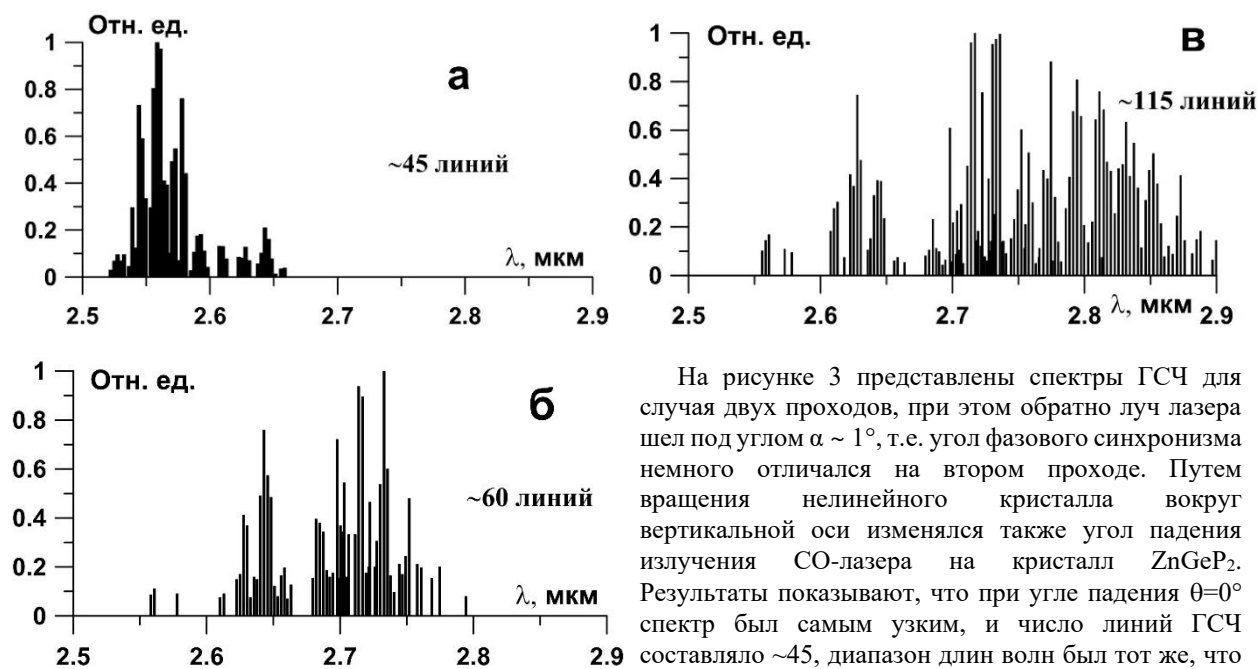 Отн. ед.
а
1
0.8
0.6
0.4
0.2
0
~45 линий
λ, мкм
2.5 2.6 2.7 2.8 2.9
Отн. ед.
б
1
0.8
0.6
0.4
0.2
0
~60 линий
λ, мкм
2.5 2.6 2.7 2.8 2.9
Отн. ед.
в
1
0.8
0.6
0.4
0.2
0
~115 линий
2.5 2.6 2.7 2.8 λ, мкм 2.9
На рисунке 3 представлены спектры ГСЧ для
случая двух проходов, при этом обратно луч лазера
шел под углом α ~ 1°, т.е. угол фазового синхронизма
немного отличался на втором проходе. Путем
вращения нелинейного кристалла вокруг
вертикальной оси изменялся также угол падения
излучения СО-лазера на кристалл ZnGeP₂.
Результаты показывают, что при угле падения θ=0°
спектр был самым узким, и число линий ГСЧ
составляло ~45, диапазон длин волн был тот же, что